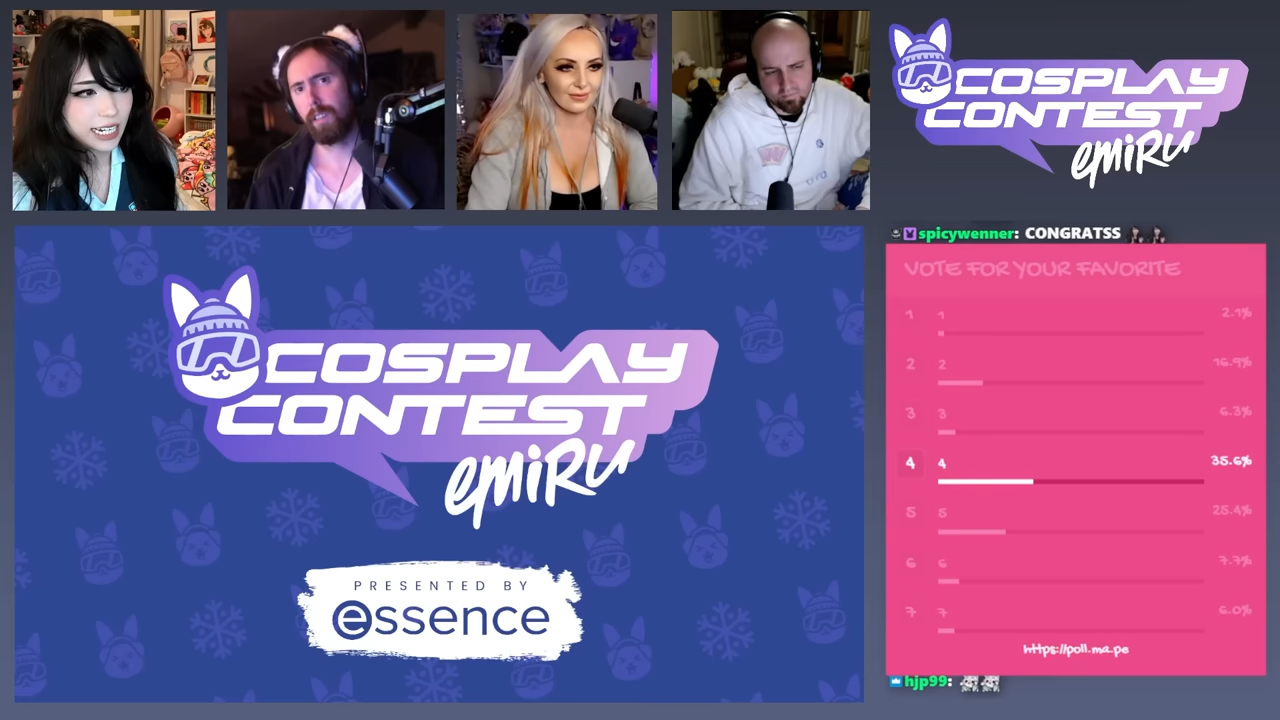 COSPLAY
CONTEST
emiru
COSPLAY
CONTEST
emiru
PRESENTED BY
essence
spicywenner: CONGRATSS
VOTE FOR YOUR FAVORITE
1 1 2.1%
2 2 16.9%
3 3 6.3%
4 4 35.6%
5 5 25.4%
6 6 7.7%
7 7 6.0%
https://poll.ma.pe
hjp99: